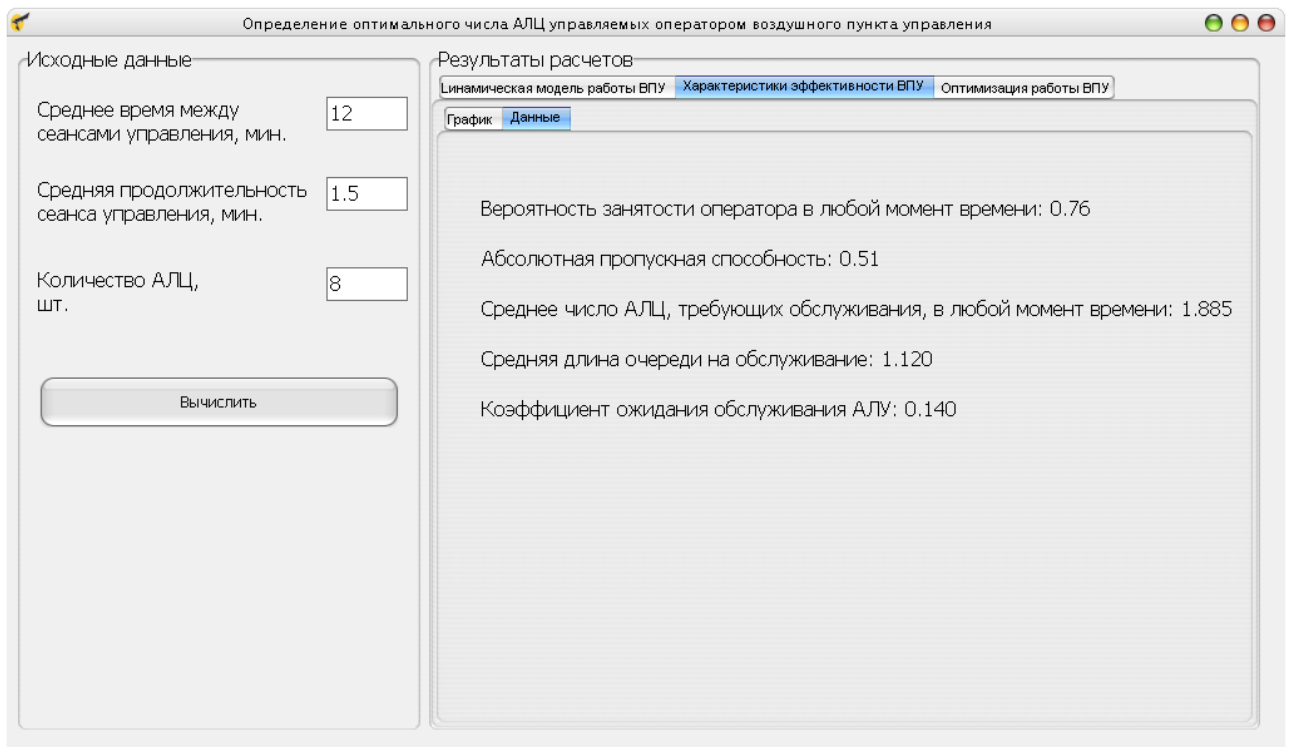 Определение оптимального числа АЛЦ управляемых оператором воздушного пункта управления
Исходные данные
Среднее время между
сеансами управления, мин.
12
Средняя продолжительность
сеанса управления, мин.
1.5
Количество АЛЦ,
шт.
8
Вычислить
Результаты расчетов
Lинамическая модель работы ВПУ
Характеристики эффективности ВПУ
Оптимизация работы ВПУ
График
Данные
Вероятность занятости оператора в любой момент времени: 0.76
Абсолютная пропускная способность: 0.51
Среднее число АЛЦ, требующих обслуживания, в любой момент времени: 1.885
Средняя длина очереди на обслуживание: 1.120
Коэффициент ожидания обслуживания АЛУ: 0.140